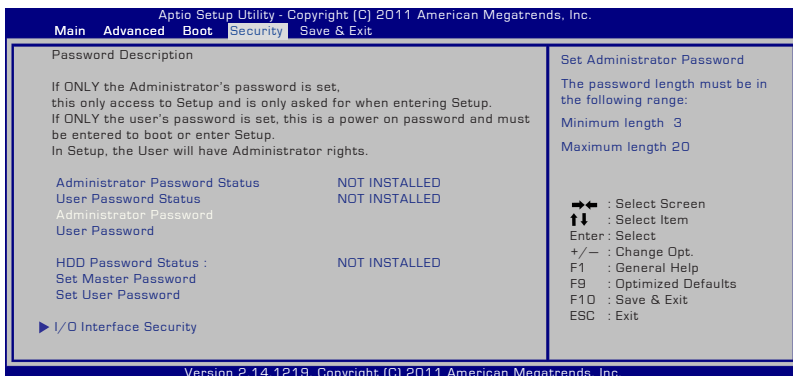 Aptio Setup Utility - Copyright (C) 2011 American Megatrends, Inc.
Main Advanced Boot Security Save & Exit
Password Description
If ONLY the Administrator's password is set,
this only access to Setup and is only asked for when entering Setup.
If ONLY the user's password is set, this is a power on password and must
be entered to boot or enter Setup.
In Setup, the User will have Administrator rights.
Administrator Password Status NOT INSTALLED
User Password Status NOT INSTALLED
Administrator Password
User Password
HDD Password Status : NOT INSTALLED
Set Master Password
Set User Password
I/O Interface Security
Set Administrator Password
The password length must be in
the following range:
Minimum length 3
Maximum length 20
→← : Select Screen
↑↓ : Select Item
Enter : Select
+/— : Change Opt.
F1 : General Help
F9 : Optimized Defaults
F10 : Save & Exit
ESC : Exit
Version 2.14.1219. Copyright (C) 2011 American Megatrends, Inc.